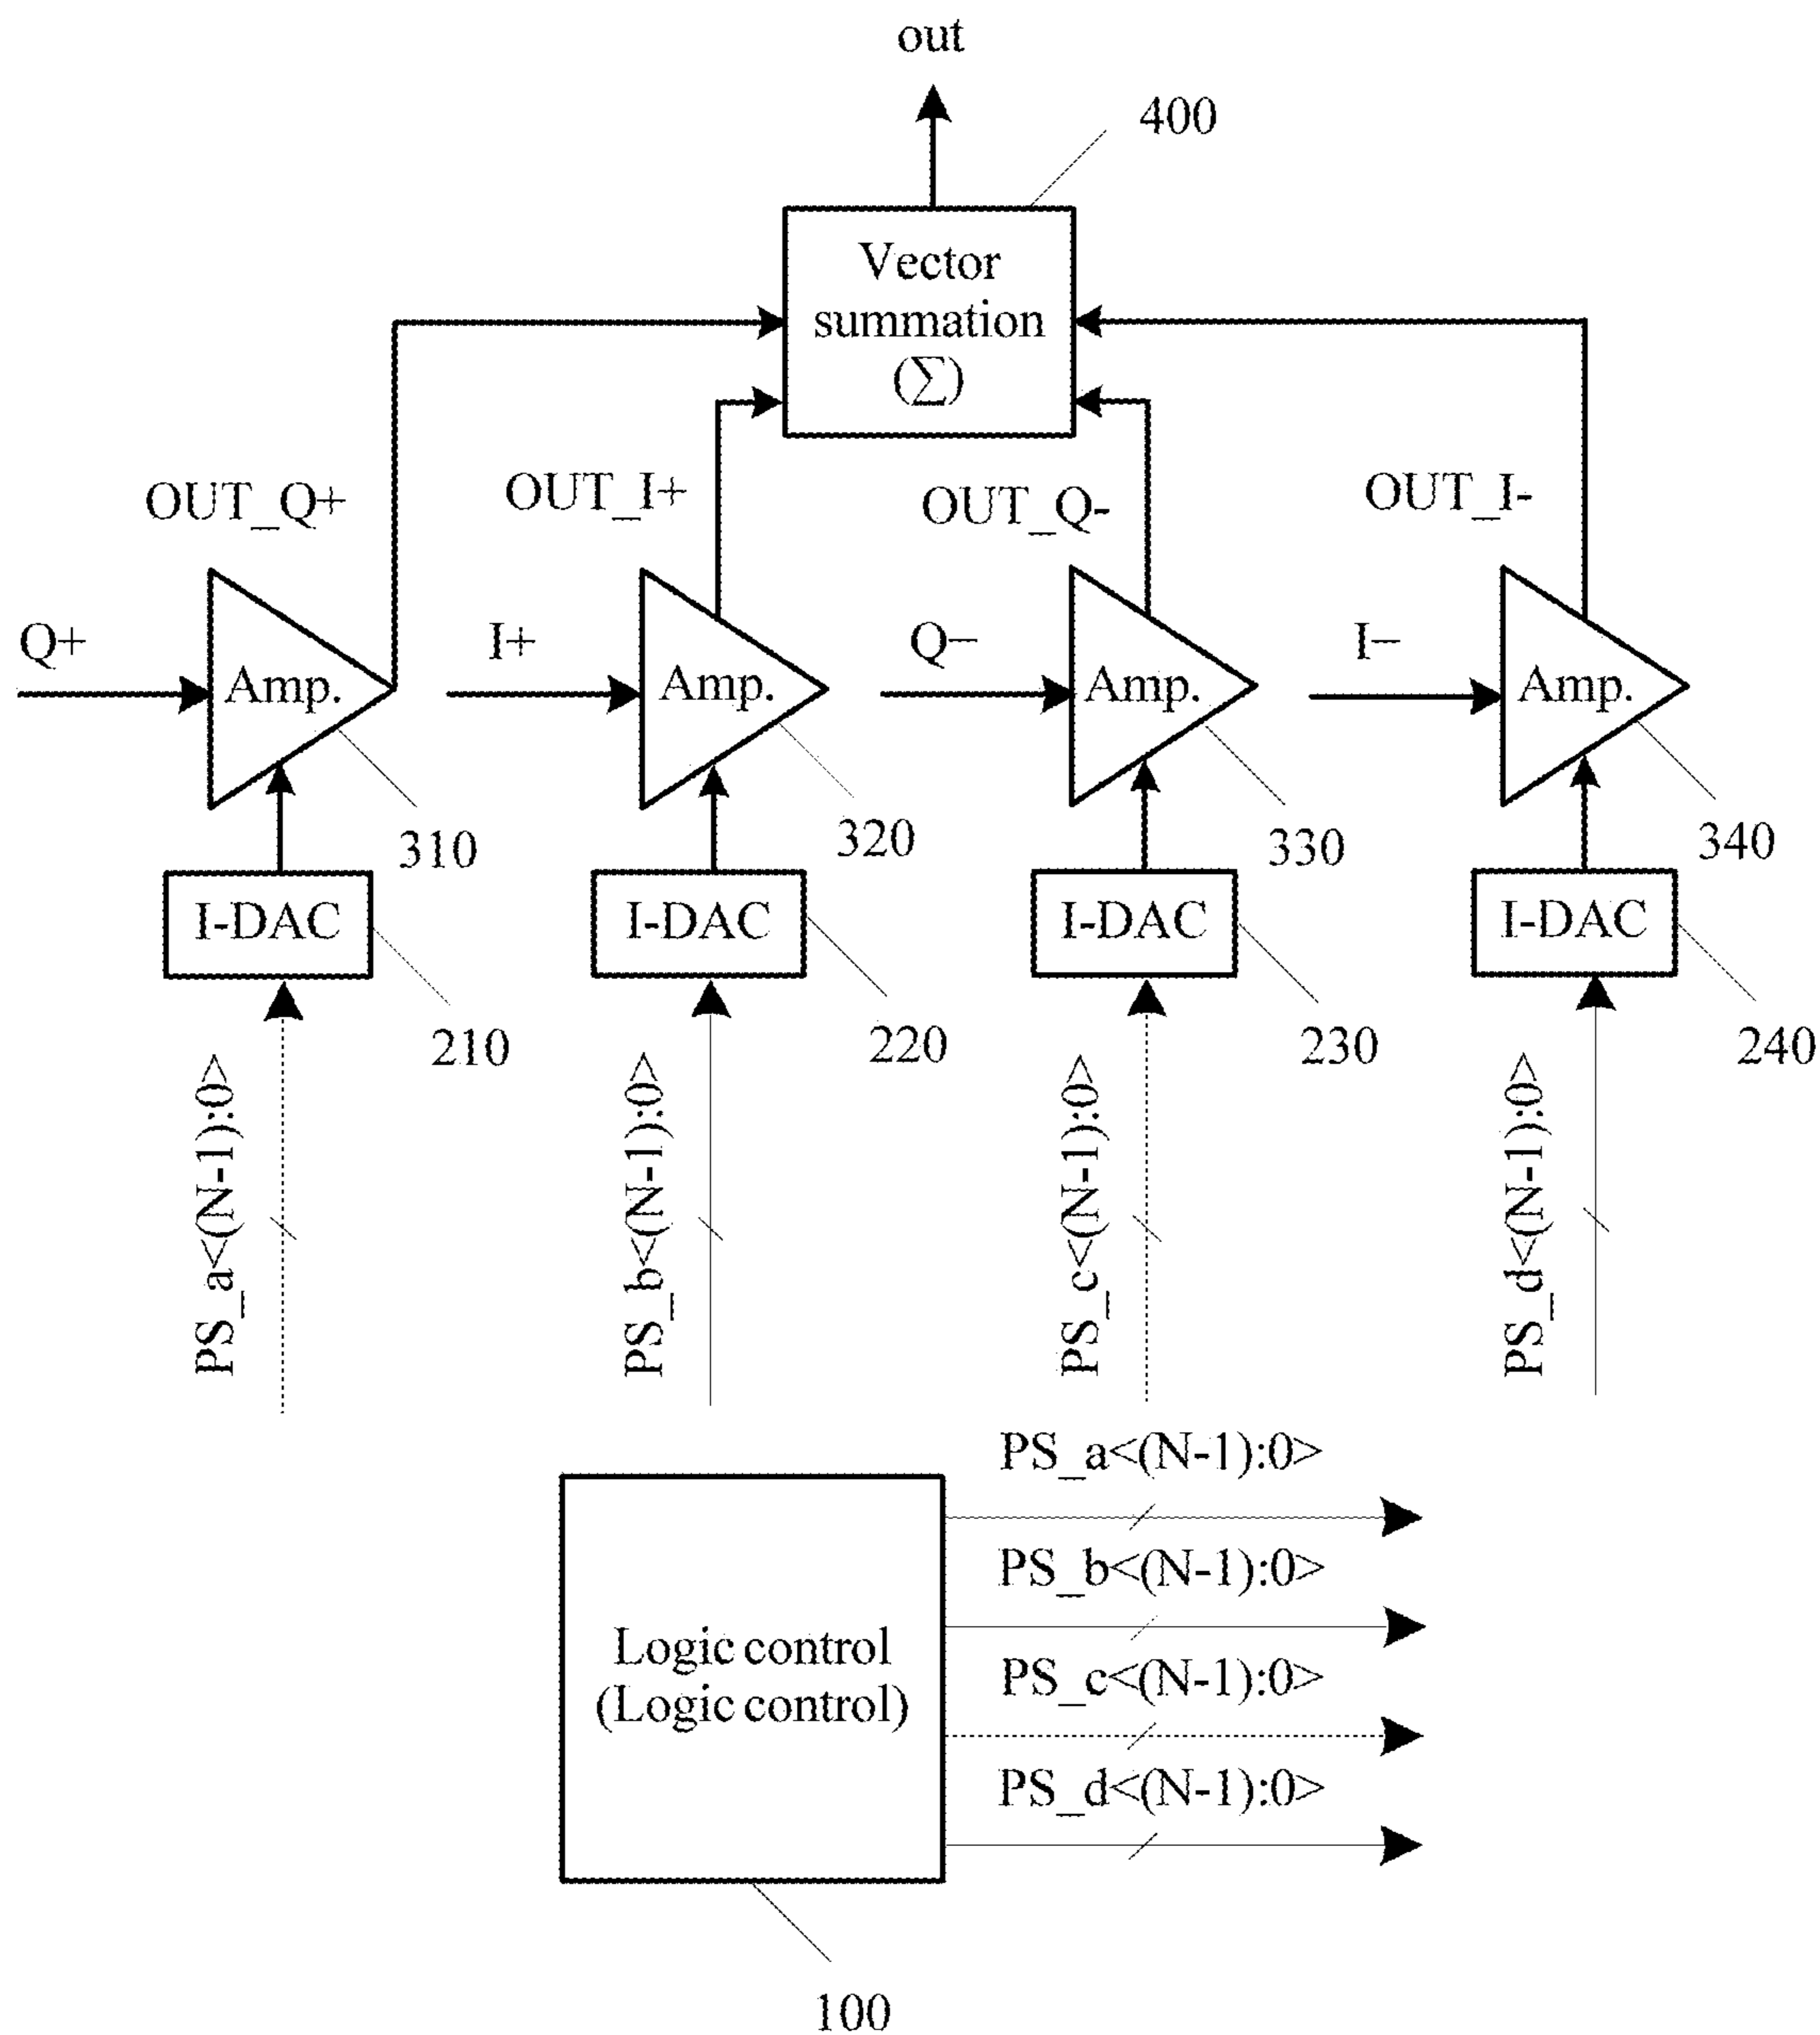 out
400
Vector
summation
(∑)
OUT_Q+
OUT_I+
OUT_Q-
OUT_I-
Q+
I+
Q−
I−
Amp.
Amp.
Amp.
Amp.
310
320
330
340
I-DAC
I-DAC
I-DAC
I-DAC
210
220
230
240
PS_a<(N-1):0>
PS_b<(N-1):0>
PS_c<(N-1):0>
PS_d<(N-1):0>
PS_a<(N-1):0>
PS_b<(N-1):0>
PS_c<(N-1):0>
PS_d<(N-1):0>
Logic control
(Logic control)
100